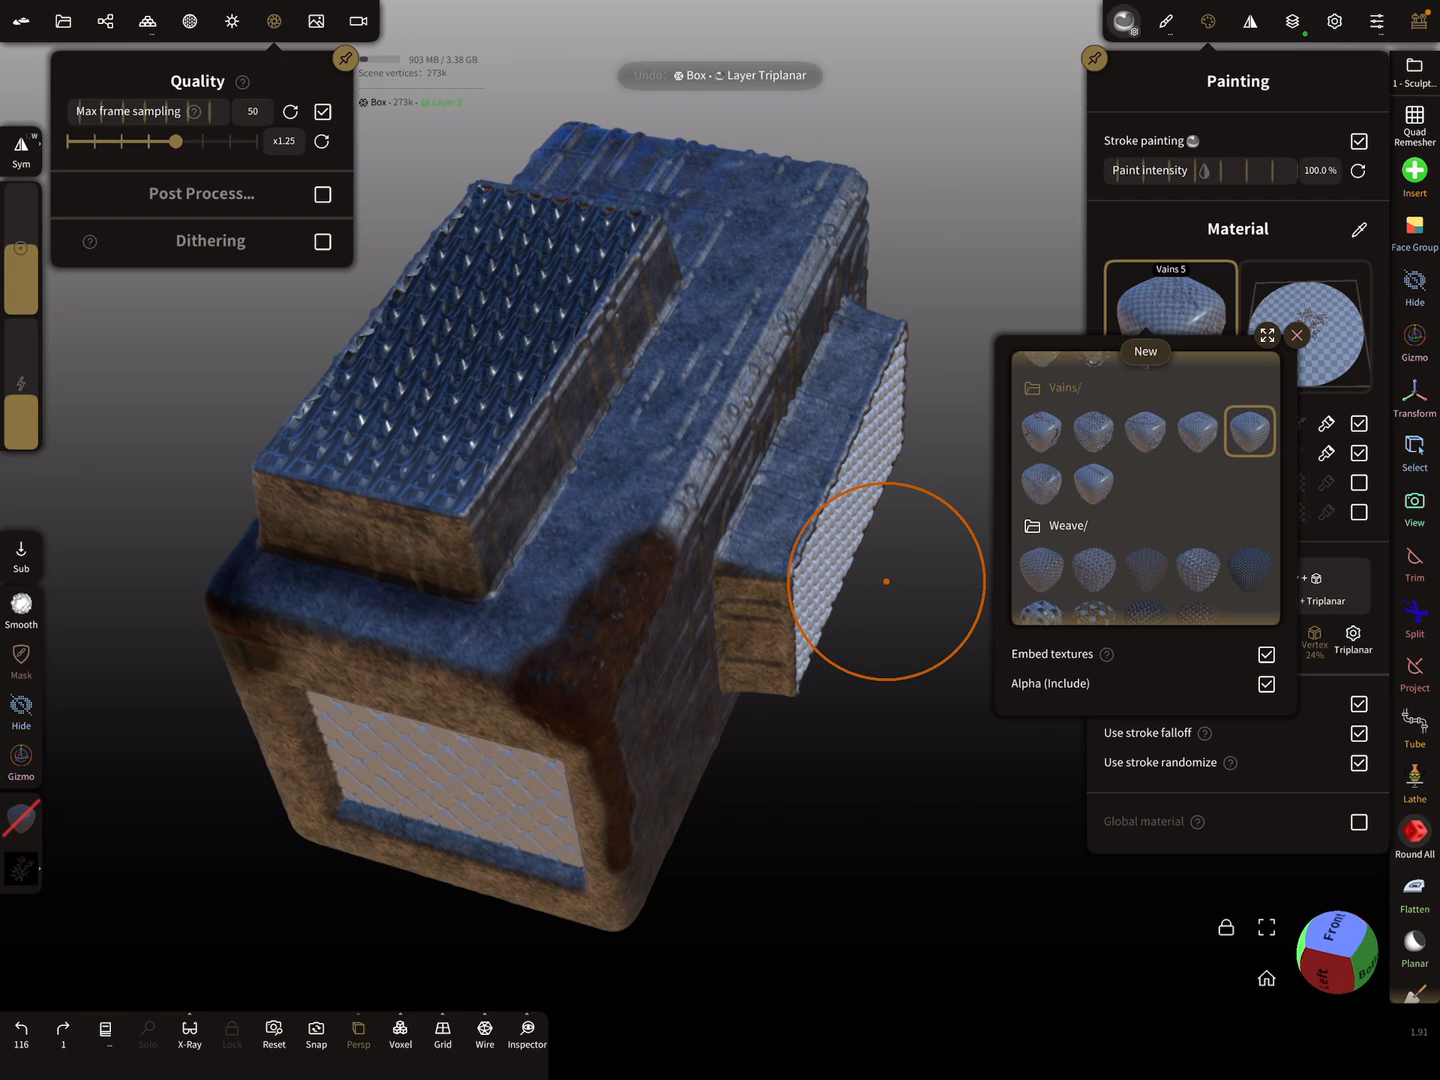 903 MB / 3.38 GB
Scene vertices: 273k
Box • 273k • Layer 2
Undo: Box • Layer Triplanar
Quality
Max frame sampling
50
x1.25
Post Process...
Dithering
Sym
Sub
Smooth
Mask
Hide
Gizmo
Painting
Stroke painting
Paint intensity
100.0 %
Material
Vains 5
New
Vains/
Weave/
Embed textures
Alpha (Include)
+
+ Triplanar
Vertex
24%
Triplanar
Use stroke falloff
Use stroke randomize
Global material
1 - Sculpt...
Quad
Remesher
Insert
Face Group
Hide
Gizmo
Transform
Select
View
Trim
Split
Project
Tube
Lathe
Round All
Flatten
Planar
Front
Left
116
1
...
Solo
X-Ray
Lock
Reset
Snap
Persp
Voxel
Grid
Wire
Inspector
1.91